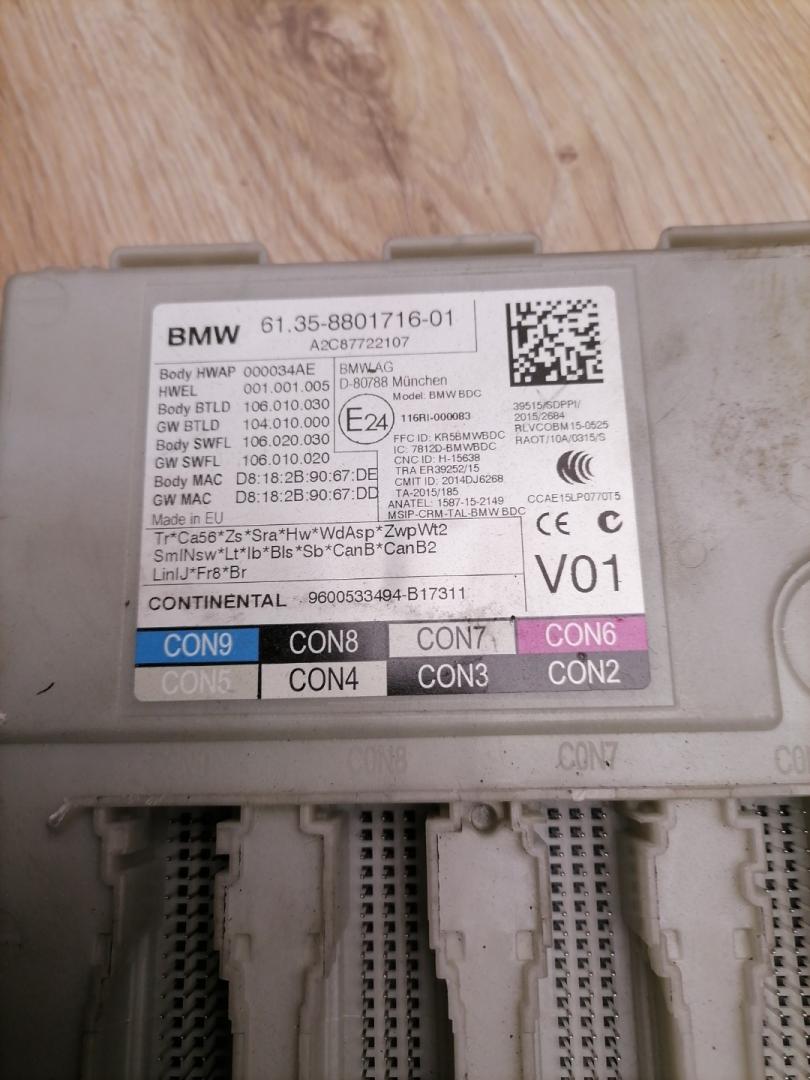 BMW 61.35-8801716-01
A2C87722107
Body HWAP 000034AE
HWEL 001.001.005
Body BTLD 106.010.030
GW BTLD 104.010.000
Body SWFL 106.020.030
GW SWFL 106.010.020
Body MAC D8:18:2B:90:67:DE
GW MAC D8:18:2B:90:67:DD
Made in EU
BMW AG
D-80788 München
Model: BMW BDC
E24
116RI-000083
FFC ID: KR5BMWBDC
IC: 7812D-BMWBDC
CNC ID: H-15638
TRA ER39252/15
CMIT ID: 2014DJ6268
TA-2015/185
ANATEL: 1587-15-2149
MSIP-CRM-TAL-BMW BDC
39515/SDPPI/
2015/2684
RLVCOBM15-0525
RAOT/10A/0315/S
CCAE15LP0770T5
CE
Tr*Ca56*Zs*Sra*Hw*WdAsp*ZwpWt2
SmlNsw*Lt*Ib*Bls*Sb*CanB*CanB2
LinIJ*Fr8*Br
V01
CONTINENTAL 9600533494-B17311
CON9 CON8 CON7 CON6
CON5 CON4 CON3 CON2
CON8 CON7